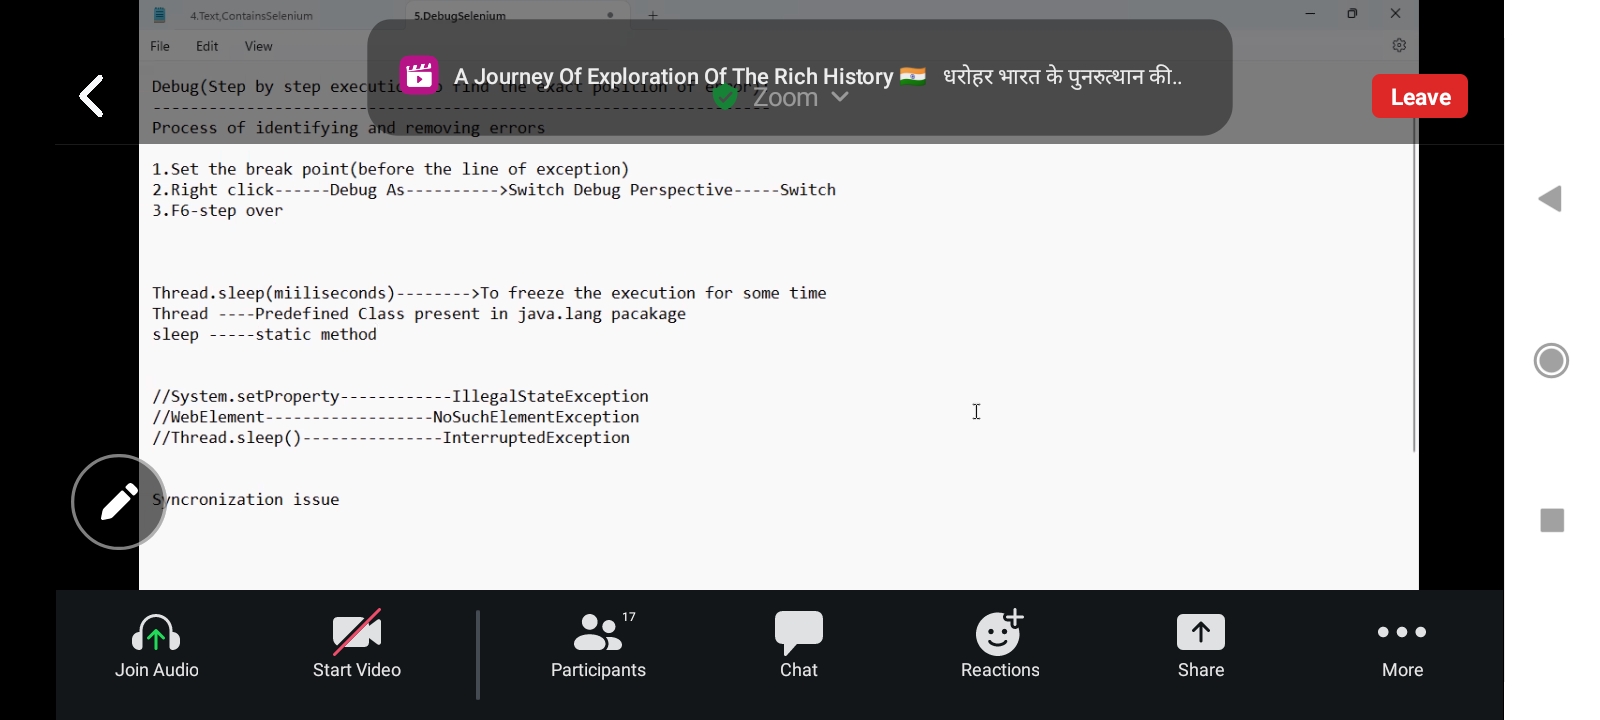 4.Text,ContainsSelenium
5.DebugSelenium
File Edit View
A Journey Of Exploration Of The Rich History 🇮🇳 धरोहर भारत के पुनरुत्थान की..
Zoom
Leave
Debug(Step by step execution to find the exact position of error)
----------------------------------------------------------------
Process of identifying and removing errors
1.Set the break point(before the line of exception)
2.Right click------Debug As---------->Switch Debug Perspective-----Switch
3.F6-step over
Thread.sleep(miiliseconds)-------->To freeze the execution for some time
Thread ----Predefined Class present in java.lang pacakage
sleep -----static method
//System.setProperty------------IllegalStateException
//WebElement------------------NoSuchElementException
//Thread.sleep()---------------InterruptedException
Syncronization issue
17
Join Audio Start Video Participants Chat Reactions Share More